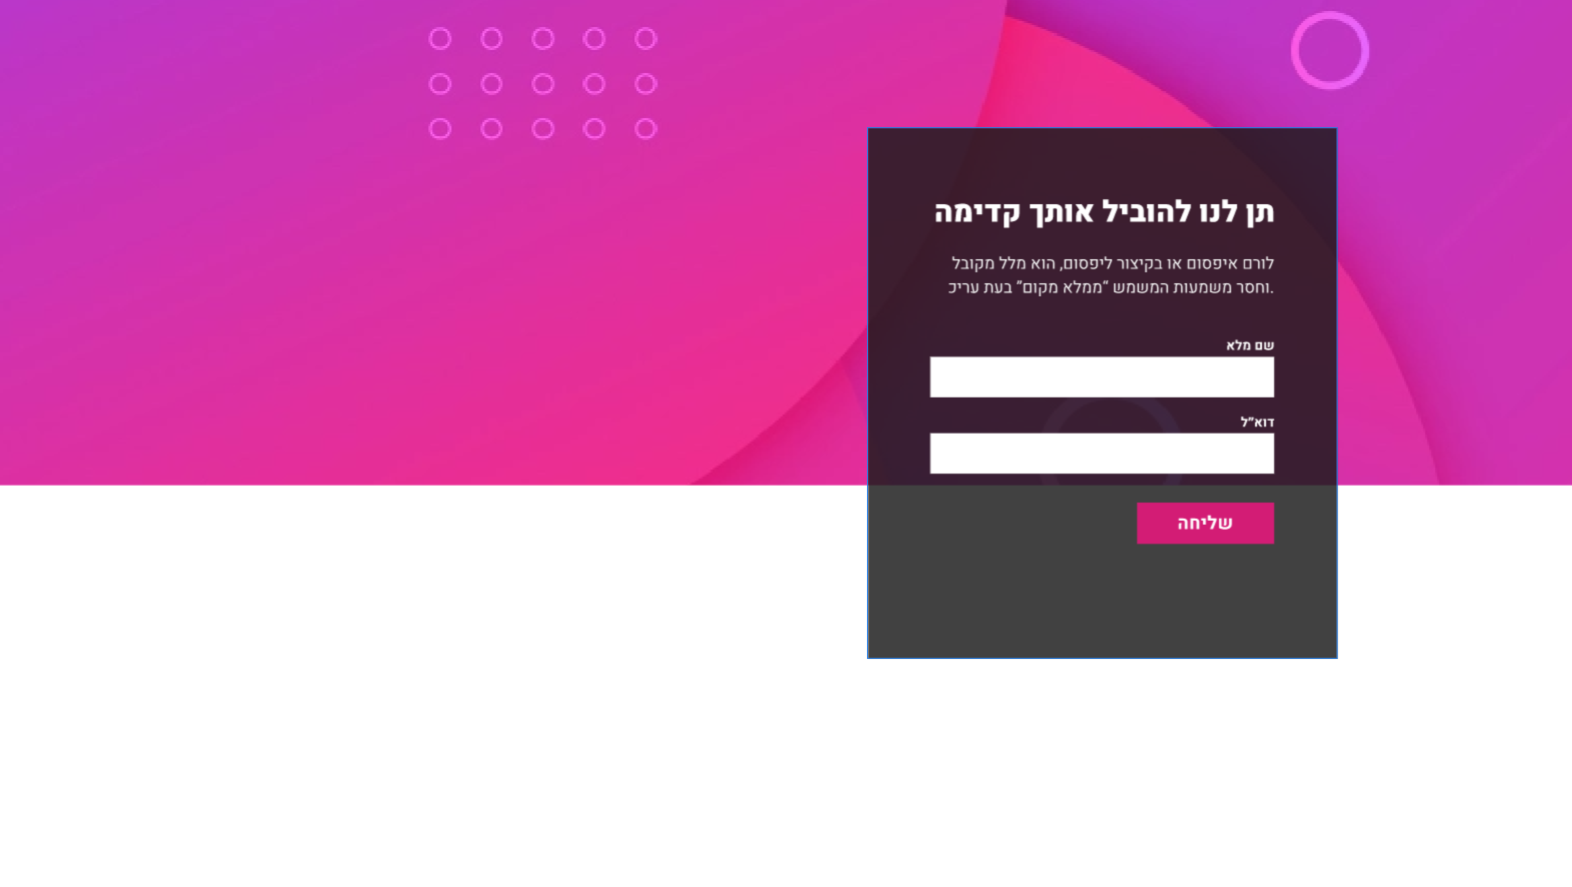 תן לנו להוביל אותך קדימה
לורם איפסום או בקיצור ליפסום, הוא מלל מקובל
.וחסר משמעות המשמש “ממלא מקום” בעת עריכ
שם מלא
דוא״ל
שליחה